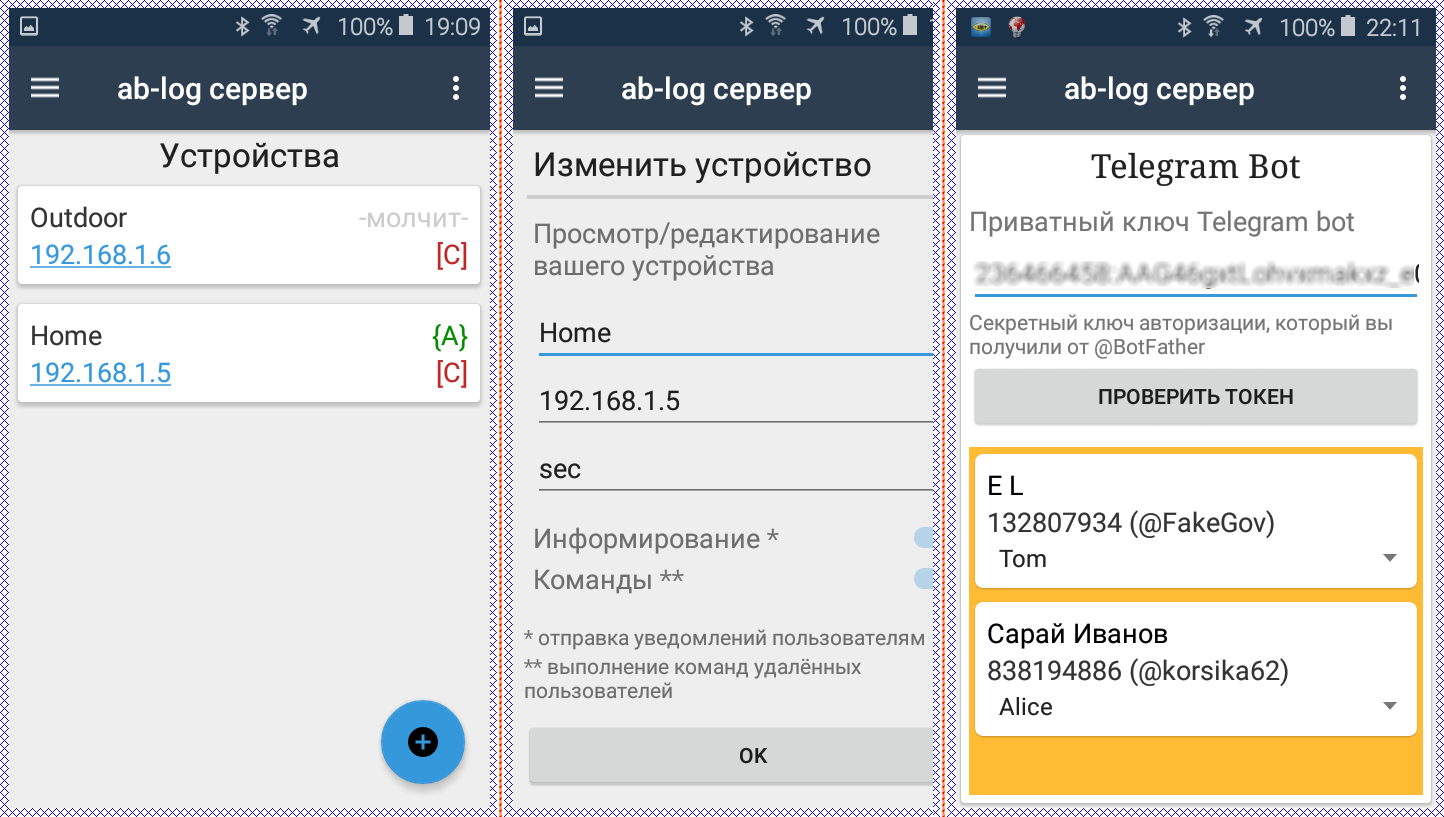 100% 19:09
ab-log сервер
Устройства
Outdoor -молчит-
192.168.1.6 [C]
Home {A}
192.168.1.5 [C]
100%
ab-log сервер
Изменить устройство
Просмотр/редактирование
вашего устройства
Home
192.168.1.5
sec
Информирование *
Команды **
* отправка уведомлений пользователям
** выполнение команд удалённых
пользователей
OK
100% 22:11
ab-log сервер
Telegram Bot
Приватный ключ Telegram bot
Секретный ключ авторизации, который вы
получили от @BotFather
ПРОВЕРИТЬ ТОКЕН
E L
132807934 (@FakeGov)
Tom
Сарай Иванов
838194886 (@korsika62)
Alice